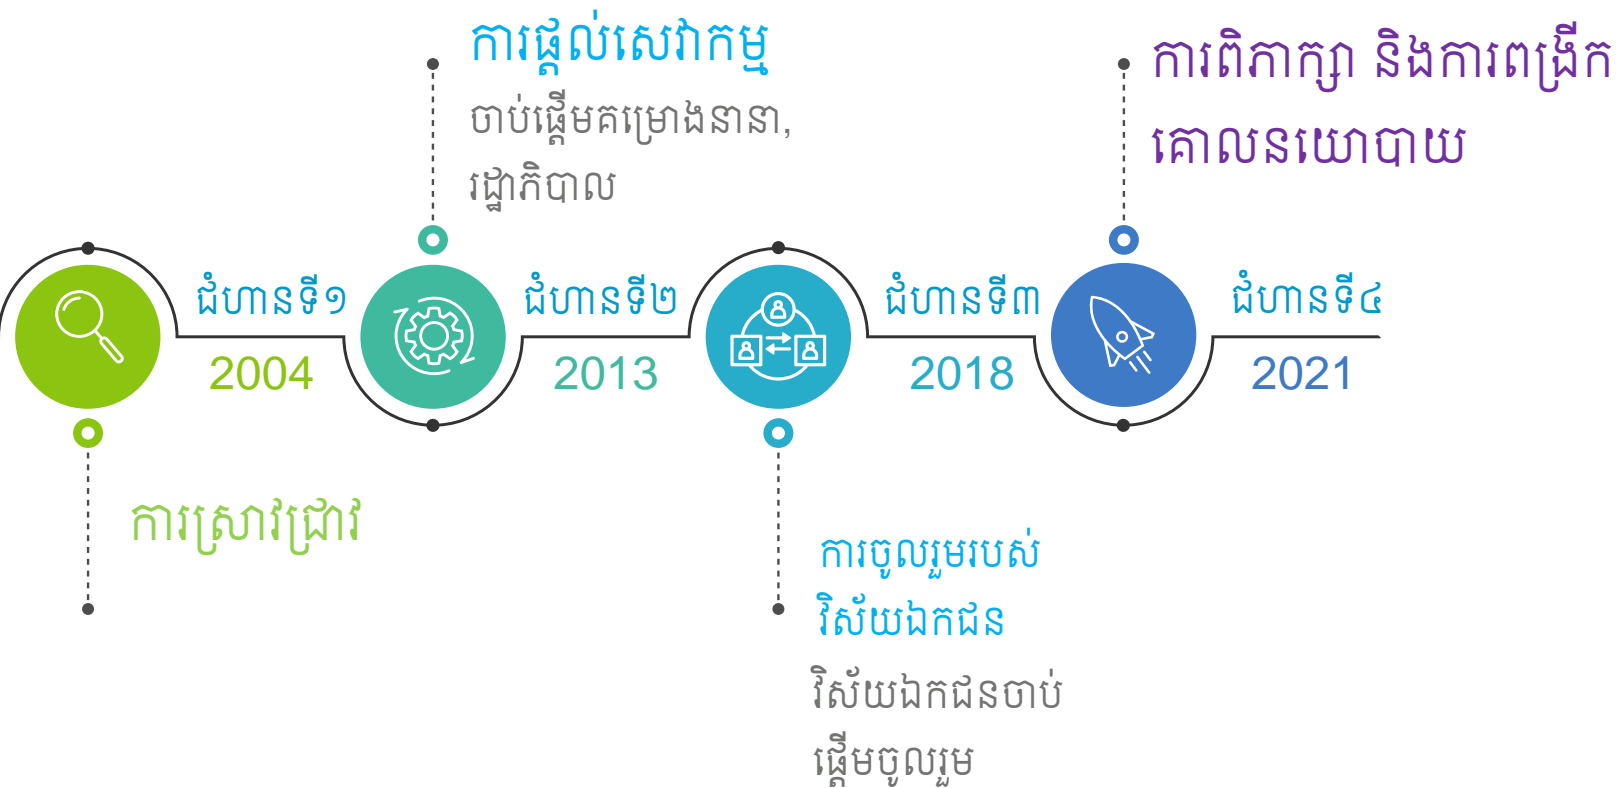 ការផ្តល់សេវាកម្ម
ចាប់ផ្តើមគម្រោងនានា,
រដ្ឋាភិបាល
ការពិភាក្សា និងការពង្រីក
គោលនយោបាយ
ជំហានទី១
2004
ជំហានទី២
2013
ជំហានទី៣
2018
ជំហានទី៤
2021
ការស្រាវជ្រាវ
ការចូលរួមរបស់
វិស័យឯកជន
វិស័យឯកជនចាប់
ផ្តើមចូលរួម